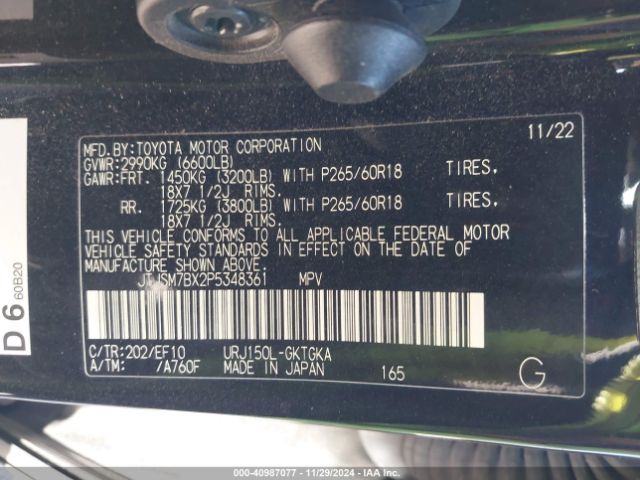 MFD.BY:TOYOTA MOTOR CORPORATION 11/22
GVWR:2990KG (6600LB)
GAWR:FRT. 1450KG (3200LB) WITH P265/60R18 TIRES,
18X7 1/2J RIMS.
RR. 1725KG (3800LB) WITH P265/60R18 TIRES,
18X7 1/2J RIMS.
THIS VEHICLE CONFORMS TO ALL APPLICABLE FEDERAL MOTOR
VEHICLE SAFETY STANDARDS IN EFFECT ON THE DATE OF
MANUFACTURE SHOWN ABOVE.
JTJSM7BX2P5348361 MPV
C/TR:202/EF10 URJ150L-GKTGKA
A/TM: /A760F MADE IN JAPAN 165 G
D 6 60B20
000-40987077 - 11/29/2024 - IAA Inc.